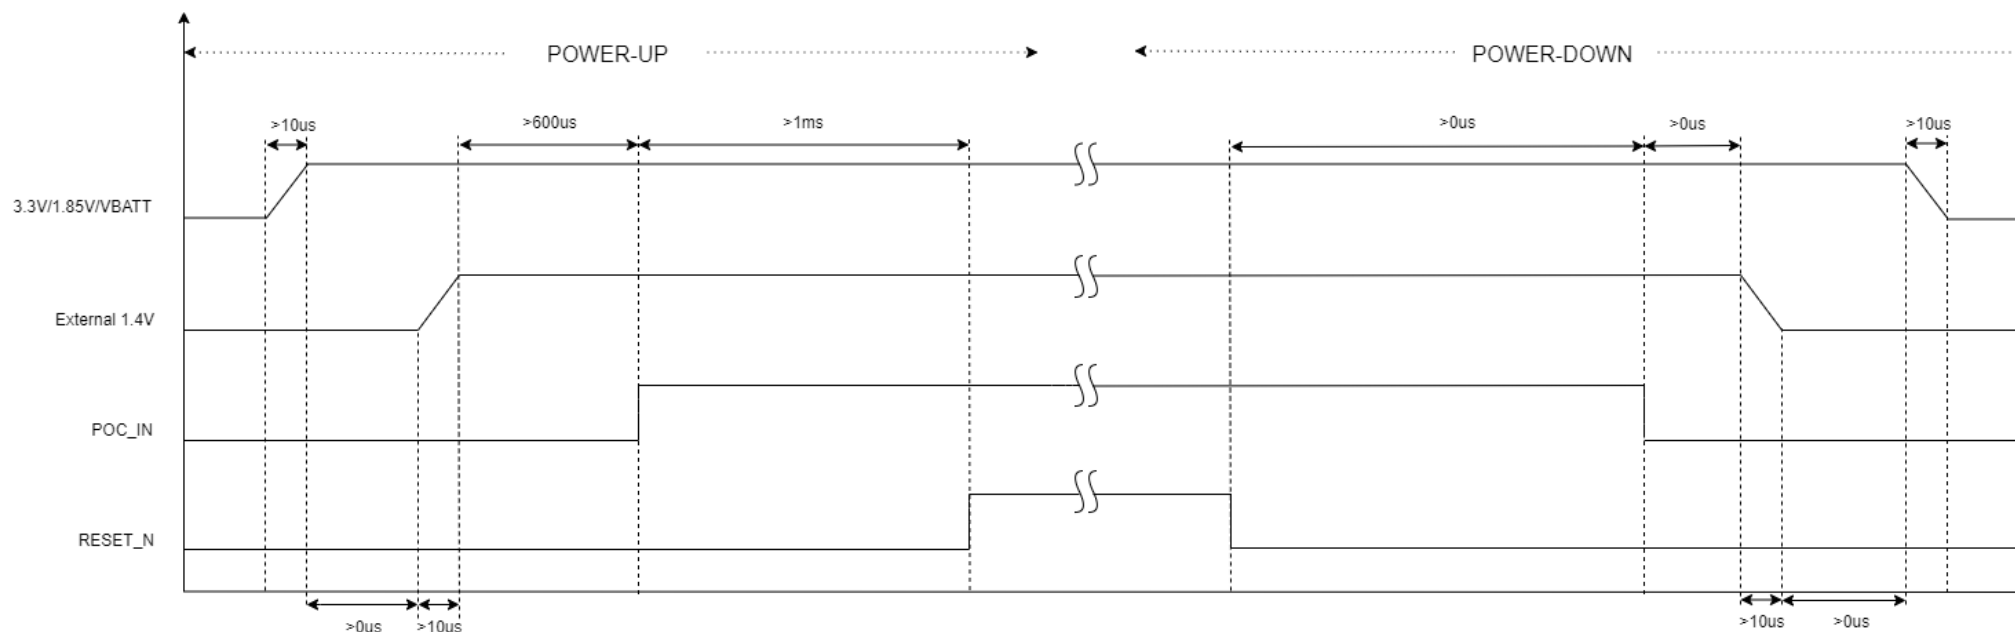 POWER-UP
POWER-DOWN
>10us
>600us
>1ms
>0us
>0us
>10us
3.3V/1.85V/VBATT
External 1.4V
POC_IN
RESET_N
>0us
>10us
>10us
>0us